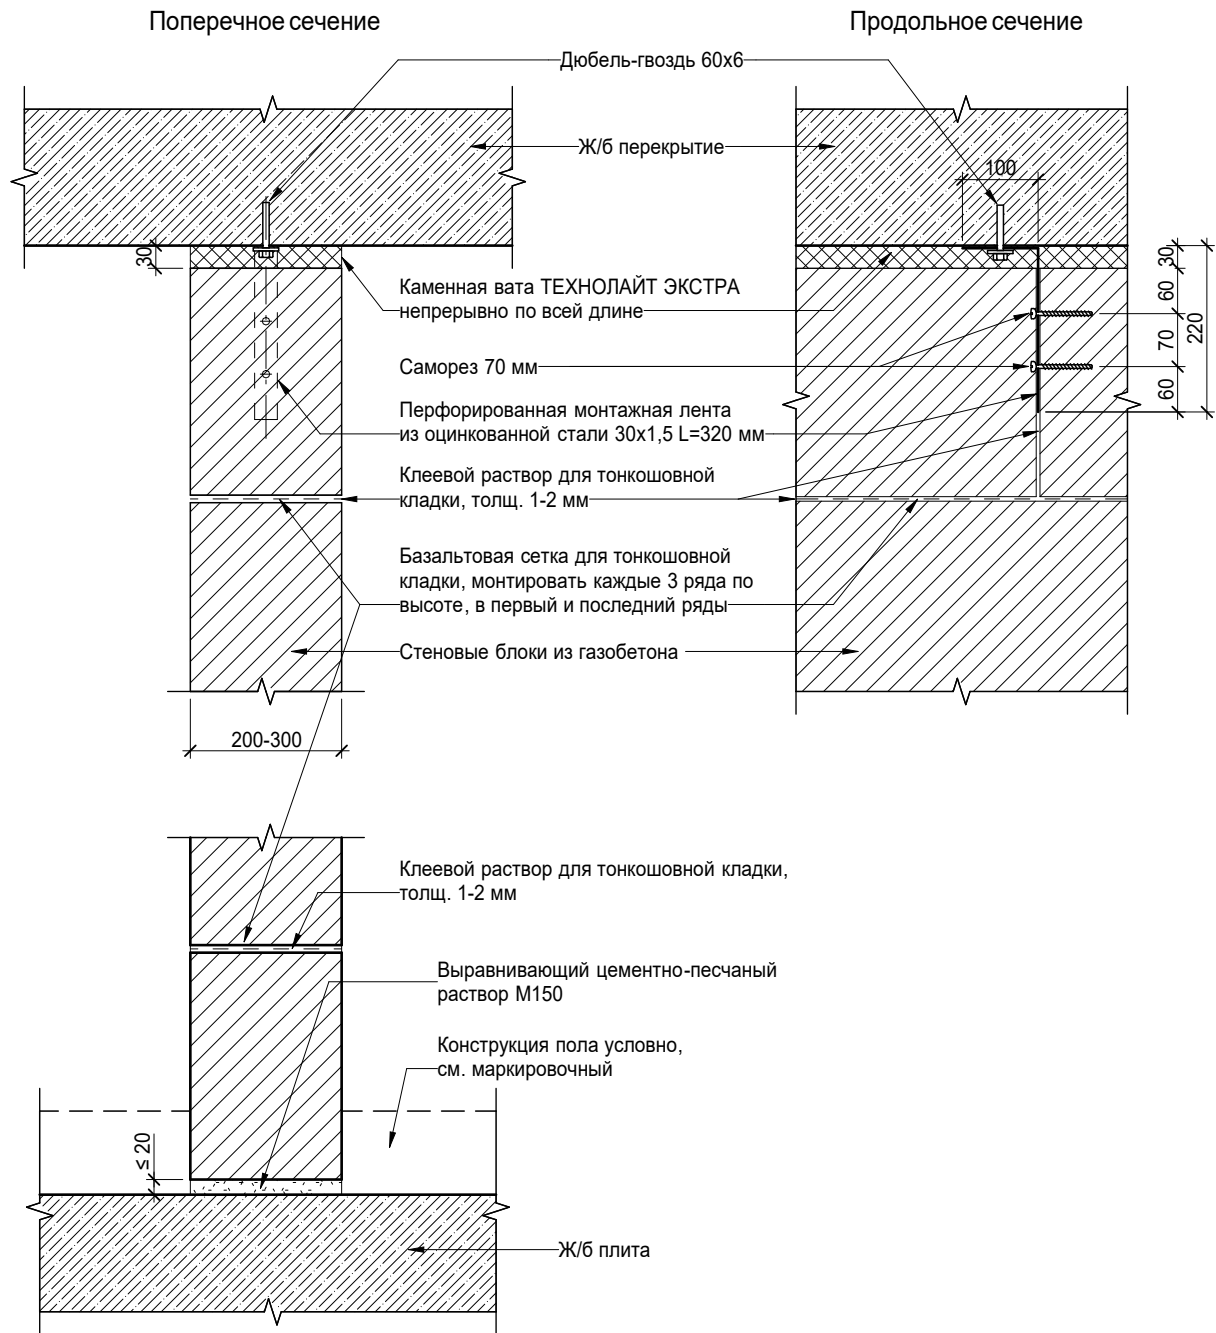 Поперечное сечение
Продольное сечение
Дюбель-гвоздь 60х6
Ж/б перекрытие
100
30
Каменная вата ТЕХНОЛАЙТ ЭКСТРА
непрерывно по всей длине
30
60
70
60
220
Саморез 70 мм
Перфорированная монтажная лента
из оцинкованной стали 30х1,5 L=320 мм
Клеевой раствор для тонкошовной
кладки, толщ. 1-2 мм
Базальтовая сетка для тонкошовной
кладки, монтировать каждые 3 ряда по
высоте, в первый и последний ряды
Стеновые блоки из газобетона
200-300
Клеевой раствор для тонкошовной кладки,
толщ. 1-2 мм
Выравнивающий цементно-песчаный
раствор М150
Конструкция пола условно,
см. маркировочный
≤ 20
Ж/б плита